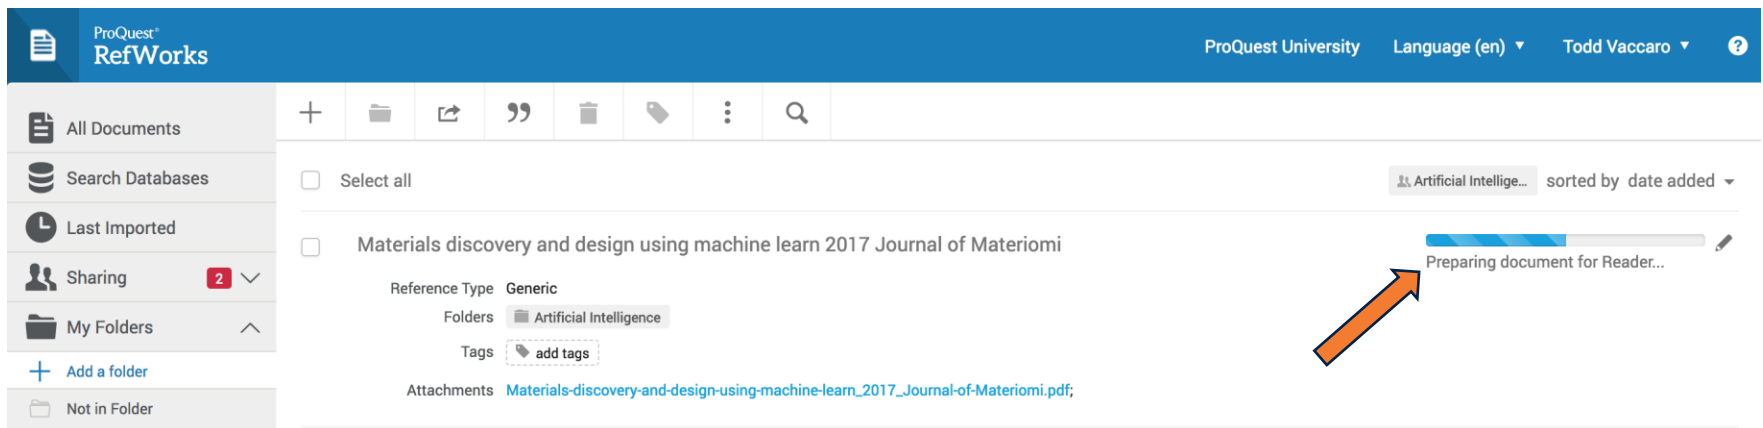 ProQuest®
RefWorks
ProQuest University Language (en) ▼ Todd Vaccaro ▼ ?
All Documents
Search Databases
Last Imported
Sharing 2
My Folders
Add a folder
Not in Folder
Select all
Artificial Intellige... sorted by date added
Materials discovery and design using machine learn 2017 Journal of Materiomi
Preparing document for Reader...
Reference Type Generic
Folders Artificial Intelligence
Tags add tags
Attachments Materials-discovery-and-design-using-machine-learn_2017_Journal-of-Materiomi.pdf;